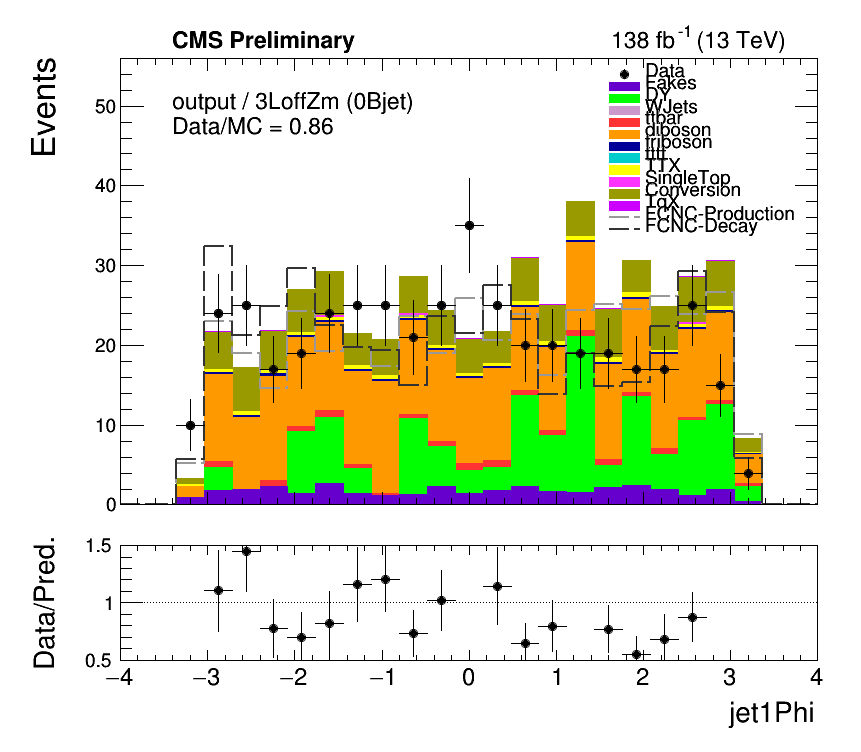 CMS Preliminary
138 fb-1 (13 TeV)
Events
output / 3LoffZm (0Bjet)
Data/MC = 0.86
Data
Fakes
DY
WJets
ttbar
diboson
triboson
tttt
TTX
SingleTop
Conversion
TqX
FCNC-Production
FCNC-Decay
50
40
30
20
10
0
Data/Pred.
1.5
1
0.5
−4 −3 −2 −1 0 1 2 3 4
jet1Phi